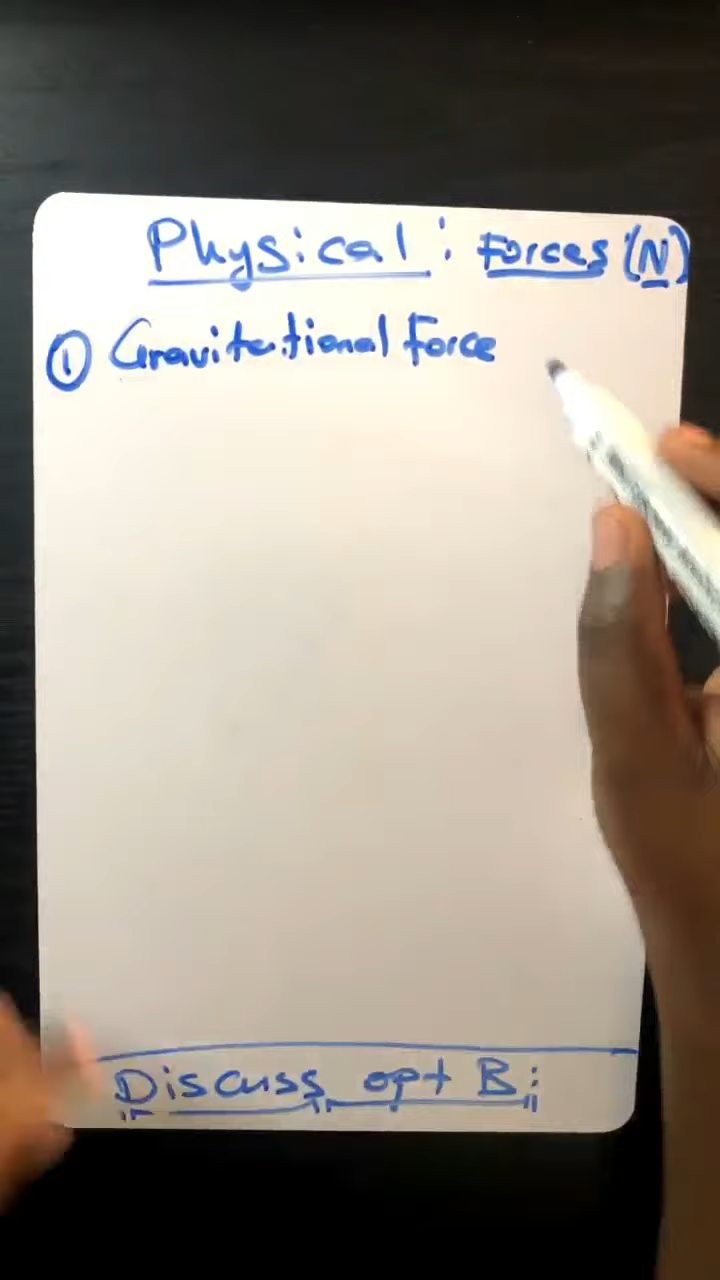 Physical : Forces (N)
① Gravitational Force
Discuss opt B: